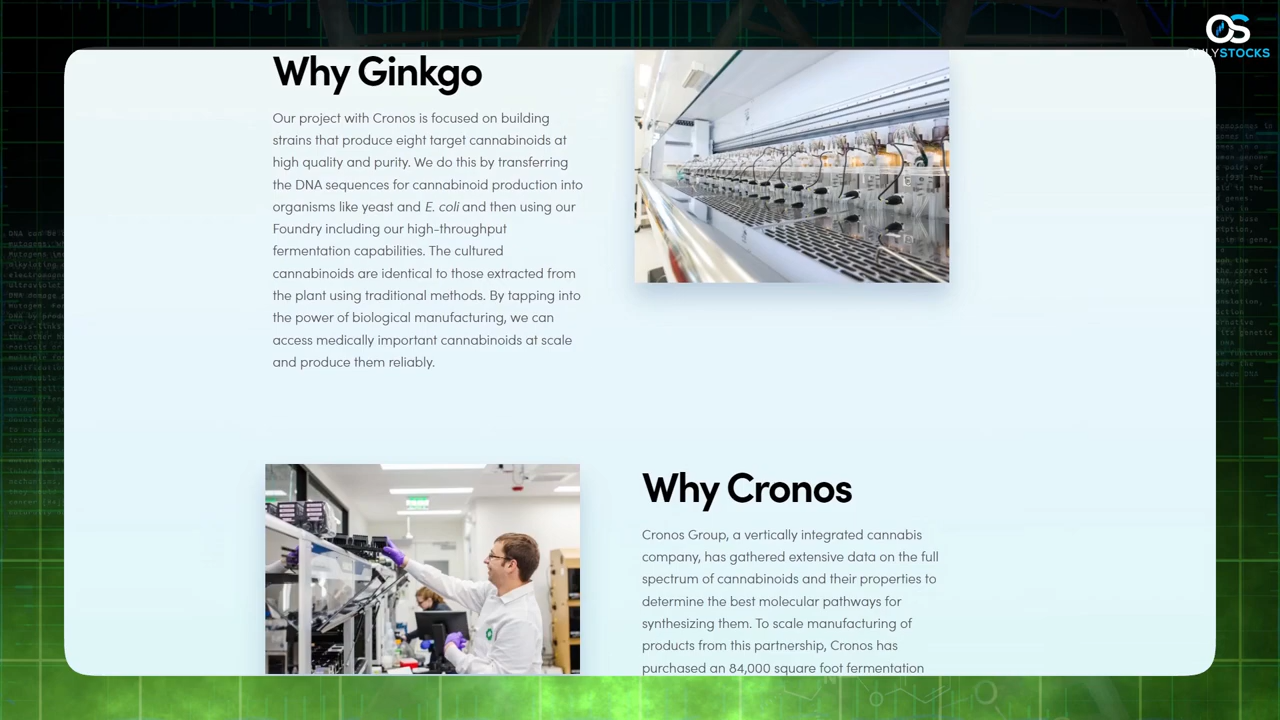 OS
ONLYSTOCKS
Why Ginkgo
Our project with Cronos is focused on building
strains that produce eight target cannabinoids at
high quality and purity. We do this by transferring
the DNA sequences for cannabinoid production into
organisms like yeast and E. coli and then using our
Foundry including our high-throughput
fermentation capabilities. The cultured
cannabinoids are identical to those extracted from
the plant using traditional methods. By tapping into
the power of biological manufacturing, we can
access medically important cannabinoids at scale
and produce them reliably.
Why Cronos
Cronos Group, a vertically integrated cannabis
company, has gathered extensive data on the full
spectrum of cannabinoids and their properties to
determine the best molecular pathways for
synthesizing them. To scale manufacturing of
products from this partnership, Cronos has
purchased an 84,000 square foot fermentation